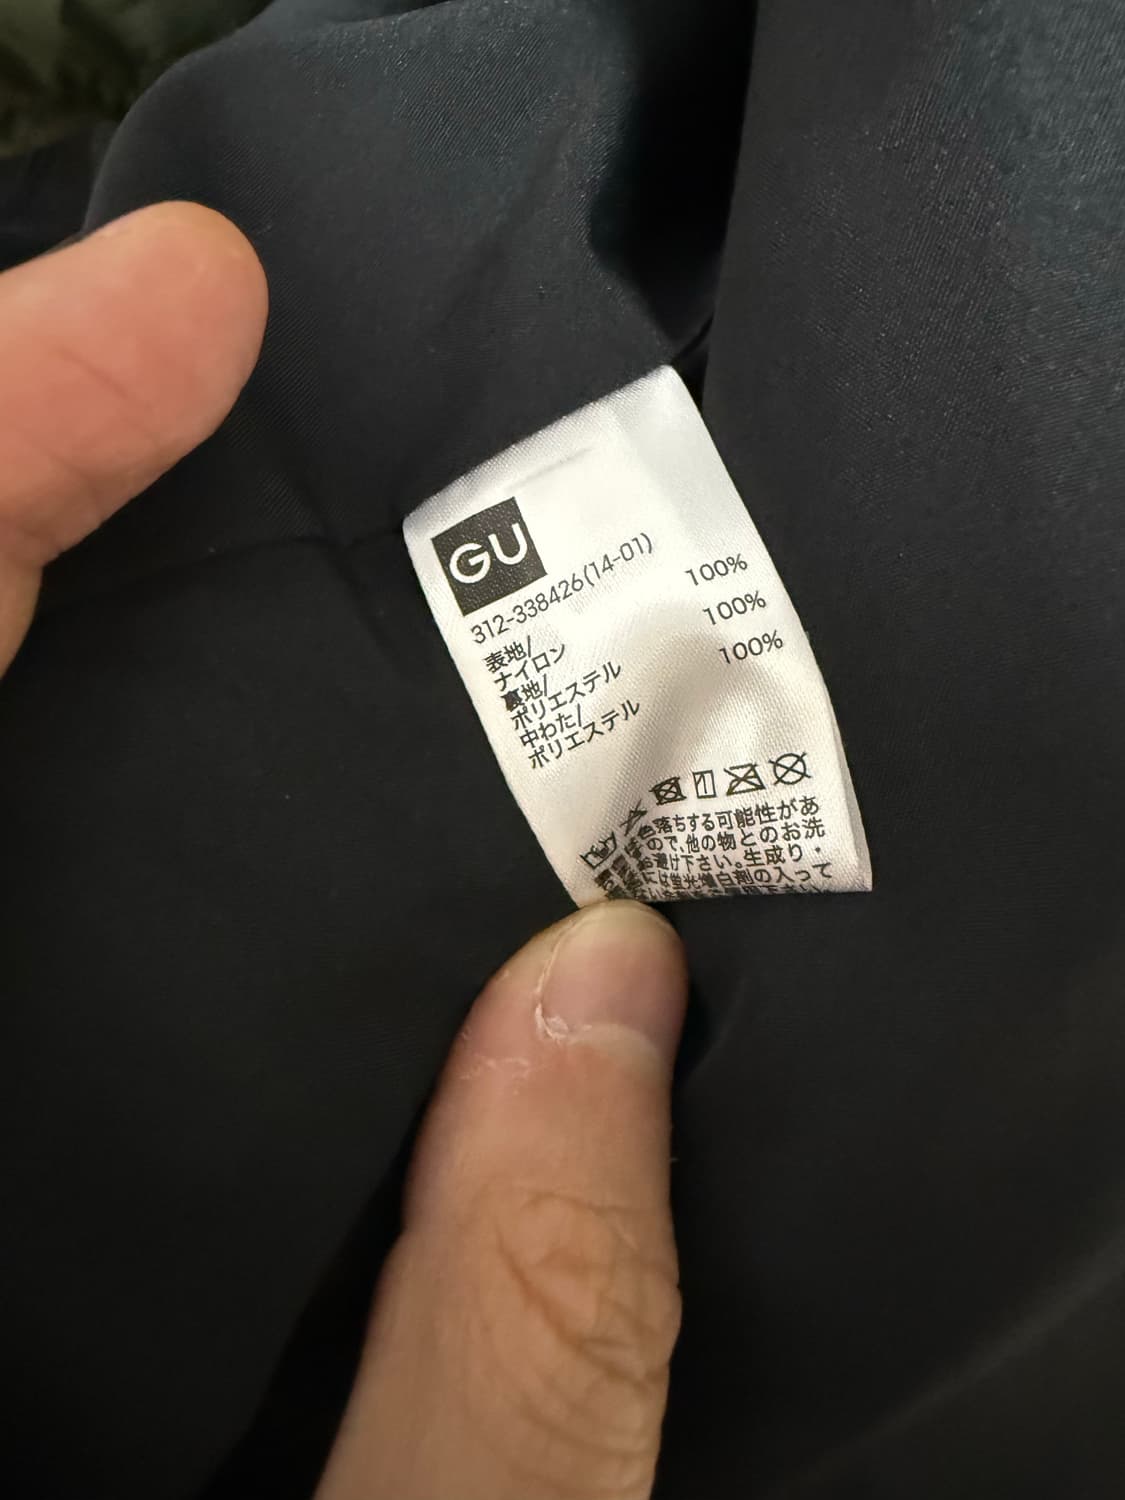 GU
312-338426(14-01)
表地/
ナイロン 100%
裏地/
ポリエステル 100%
中わた/
ポリエステル 100%
色落ちする可能性があ
ので、他の物とのお洗
お避け下さい。生成り・
には蛍光増白剤の入って